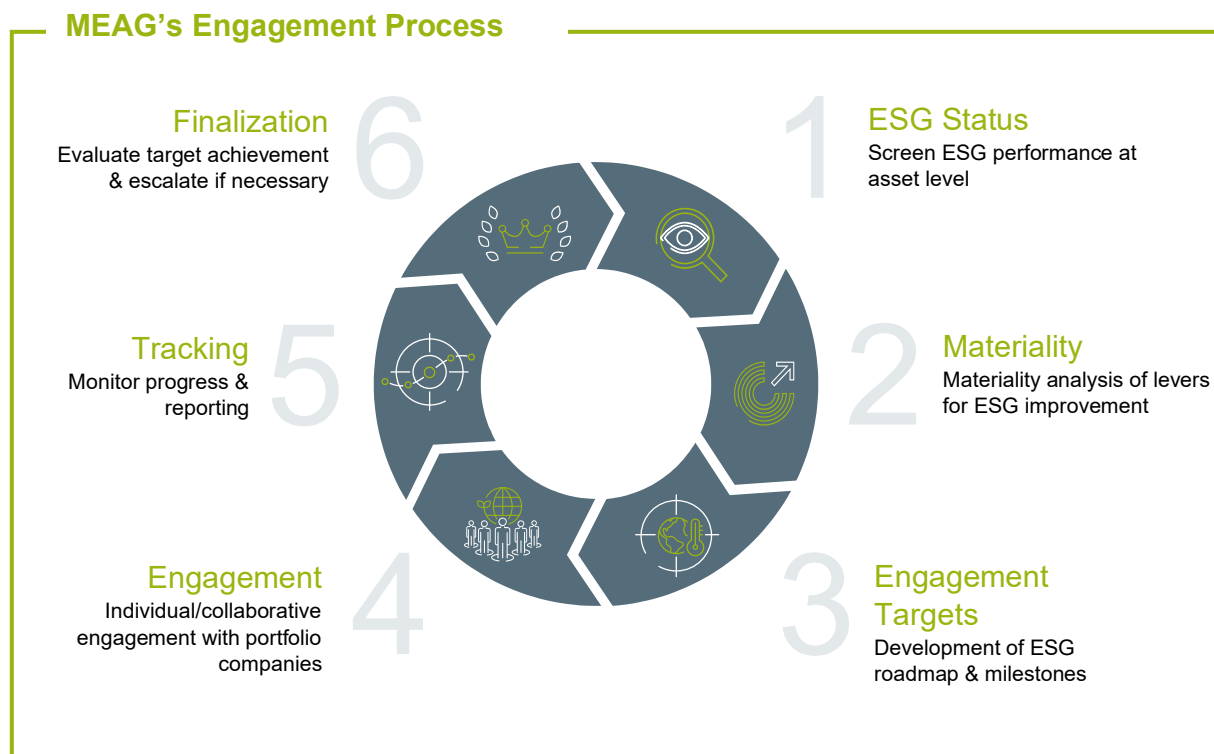 MEAG's Engagement Process
1
ESG Status
Screen ESG performance at
asset level
2
Materiality
Materiality analysis of levers
for ESG improvement
3
Engagement
Targets
Development of ESG
roadmap & milestones
4
Engagement
Individual/collaborative
engagement with portfolio
companies
5
Tracking
Monitor progress &
reporting
6
Finalization
Evaluate target achievement
& escalate if necessary